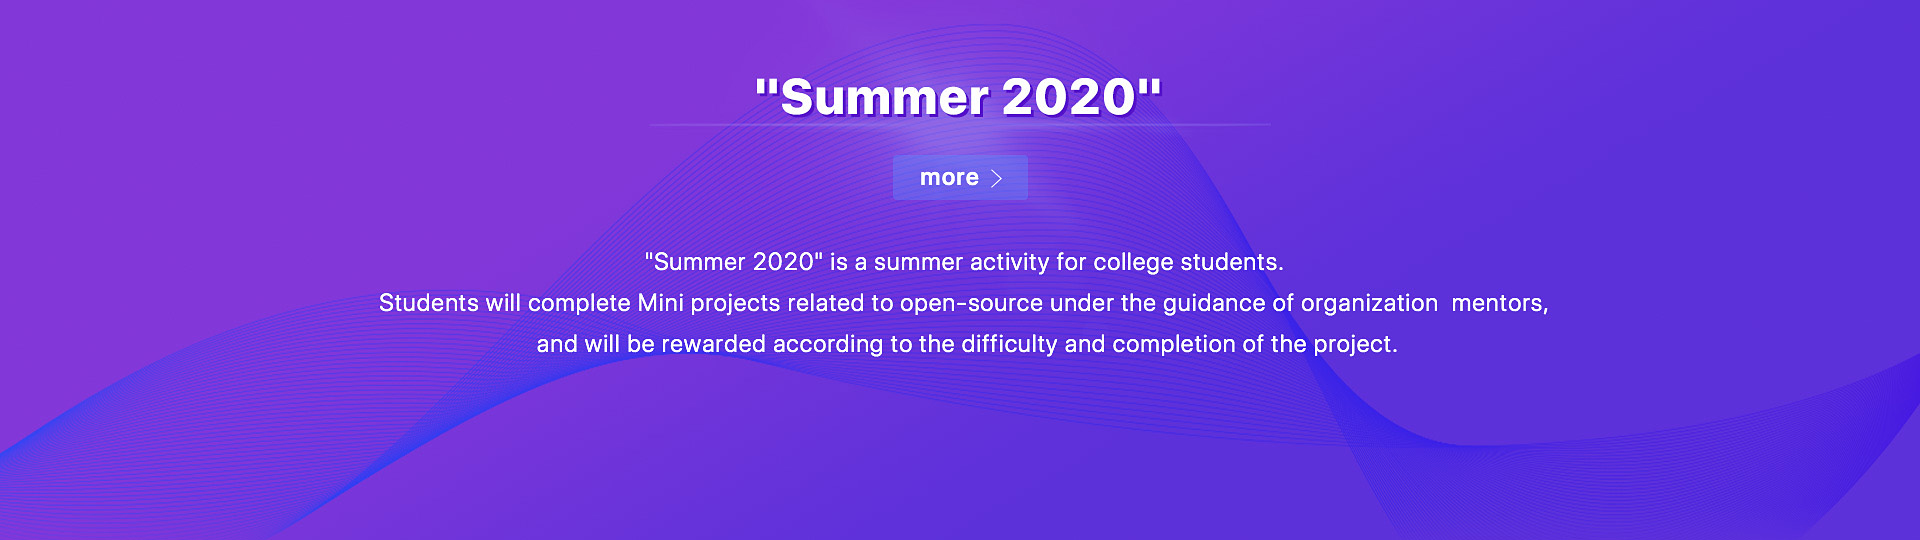 "Summer 2020"
more >
"Summer 2020" is a summer activity for college students.
Students will complete Mini projects related to open-source under the guidance of organization  mentors,
and will be rewarded according to the difficulty and completion of the project.